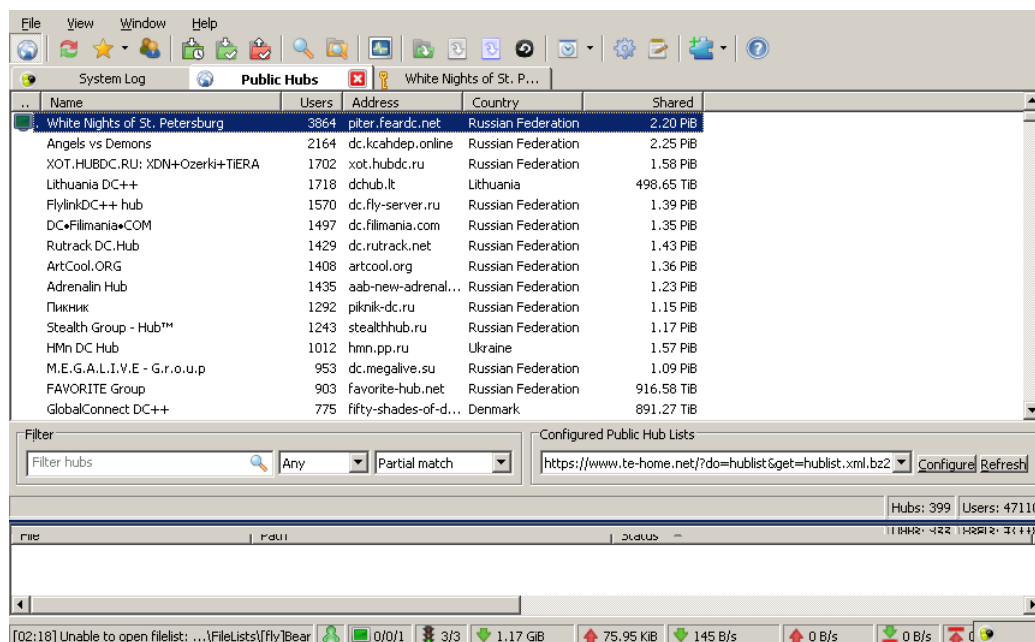 File View Window Help
System Log Public Hubs White Nights of St. P...
.. Name Users Address Country Shared
White Nights of St. Petersburg 3864 piter.feardc.net Russian Federation 2.20 PiB
Angels vs Demons 2164 dc.kcahdep.online Russian Federation 2.25 PiB
XOT.HUBDC.RU: XDN+Ozerki+TiERA 1702 xot.hubdc.ru Russian Federation 1.58 PiB
Lithuania DC++ 1718 dchub.lt Lithuania 498.65 TiB
FlylinkDC++ hub 1570 dc.fly-server.ru Russian Federation 1.39 PiB
DC•Filimania•COM 1497 dc.filimania.com Russian Federation 1.35 PiB
Rutrack DC.Hub 1429 dc.rutrack.net Russian Federation 1.43 PiB
ArtCool.ORG 1408 artcool.org Russian Federation 1.36 PiB
Adrenalin Hub 1435 aab-new-adrenal... Russian Federation 1.23 PiB
Пикник 1292 piknik-dc.ru Russian Federation 1.15 PiB
Stealth Group - Hub™ 1243 stealthhub.ru Russian Federation 1.17 PiB
HMn DC Hub 1012 hmn.pp.ru Ukraine 1.57 PiB
M.E.G.A.L.I.V.E - G.r.o.u.p 953 dc.megalive.su Russian Federation 1.09 PiB
FAVORITE Group 903 favorite-hub.net Russian Federation 916.58 TiB
GlobalConnect DC++ 775 fifty-shades-of-d... Denmark 891.27 TiB
Filter Configured Public Hub Lists
Filter hubs Any Partial match https://www.te-home.net/?do=hublist&get=hublist.xml.bz2 Configure Refresh
Hubs: 399 Users: 47110
File Path Status
[02:18] Unable to open filelist: ...\FileLists\[fly]Bear 0/0/1 3/3 1.17 GiB 75.95 KiB 145 B/s 0 B/s 0 B/s